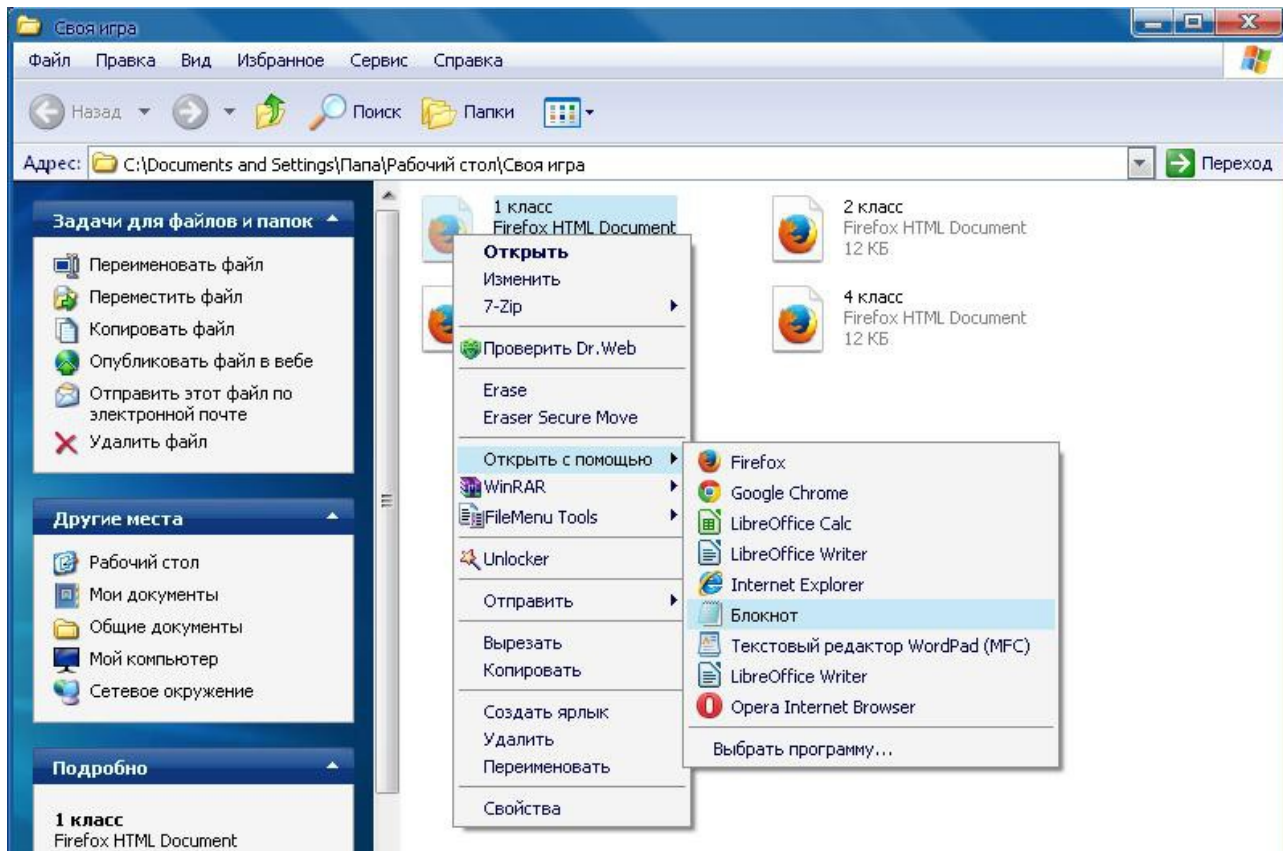 Своя игра
Файл Правка Вид Избранное Сервис Справка
Назад Поиск Папки
Адрес: C:\Documents and Settings\Папа\Рабочий стол\Своя игра Переход
Задачи для файлов и папок
Переименовать файл
Переместить файл
Копировать файл
Опубликовать файл в вебе
Отправить этот файл по
электронной почте
Удалить файл
Другие места
Рабочий стол
Мои документы
Общие документы
Мой компьютер
Сетевое окружение
Подробно
1 класс
Firefox HTML Document
1 класс
Firefox HTML Document
2 класс
Firefox HTML Document
12 КБ
4 класс
Firefox HTML Document
12 КБ
Открыть
Изменить
7-Zip
Проверить Dr.Web
Erase
Eraser Secure Move
Открыть с помощью
WinRAR
FileMenu Tools
Unlocker
Отправить
Вырезать
Копировать
Создать ярлык
Удалить
Переименовать
Свойства
Firefox
Google Chrome
LibreOffice Calc
LibreOffice Writer
Internet Explorer
Блокнот
Текстовый редактор WordPad (MFC)
LibreOffice Writer
Opera Internet Browser
Выбрать программу...